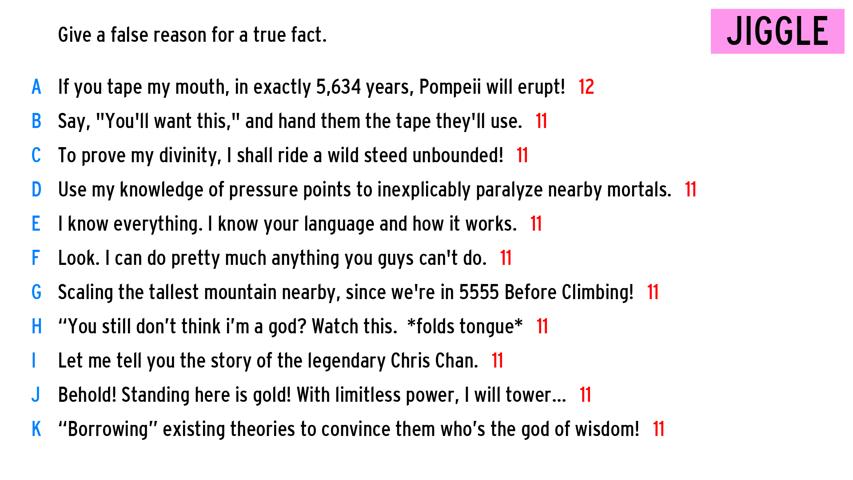 Give a false reason for a true fact.
JIGGLE
A If you tape my mouth, in exactly 5,634 years, Pompeii will erupt! 12
B Say, "You'll want this," and hand them the tape they'll use. 11
C To prove my divinity, I shall ride a wild steed unbounded! 11
D Use my knowledge of pressure points to inexplicably paralyze nearby mortals. 11
E I know everything. I know your language and how it works. 11
F Look. I can do pretty much anything you guys can't do. 11
G Scaling the tallest mountain nearby, since we're in 5555 Before Climbing! 11
H “You still don’t think i’m a god? Watch this.  *folds tongue* 11
I Let me tell you the story of the legendary Chris Chan. 11
J Behold! Standing here is gold! With limitless power, I will tower... 11
K “Borrowing” existing theories to convince them who’s the god of wisdom! 11